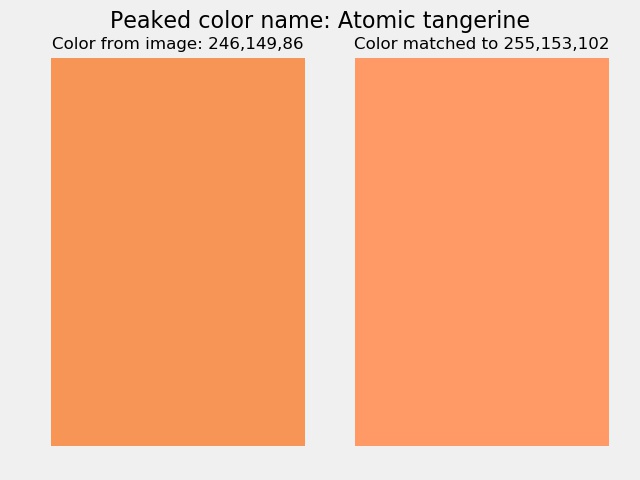 Peaked color name: Atomic tangerine
Color from image: 246,149,86
Color matched to 255,153,102